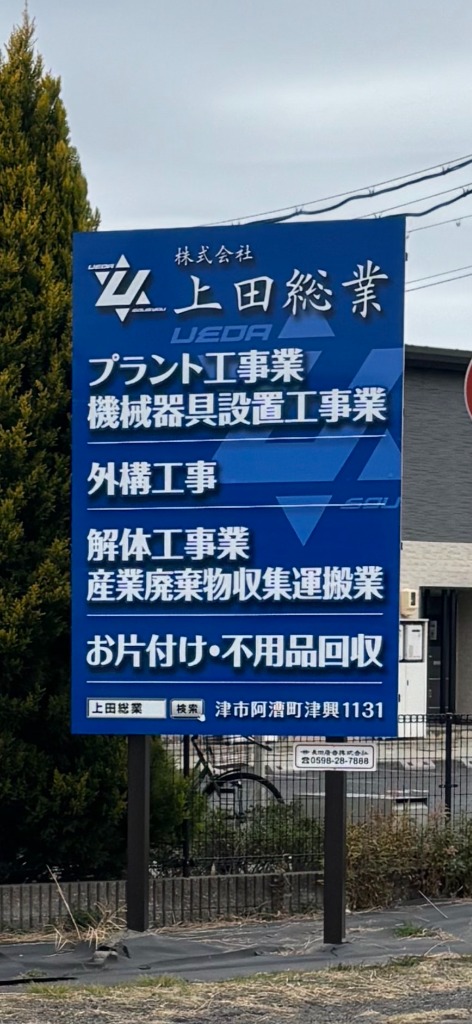 株式会社
上田総業
UEDA
UEDA
プラント工事業
機械器具設置工事業
外構工事
解体工事業
産業廃棄物収集運搬業
お片付け・不用品回収
上田総業 検索 津市阿漕町津興1131
☎0598-28-7888